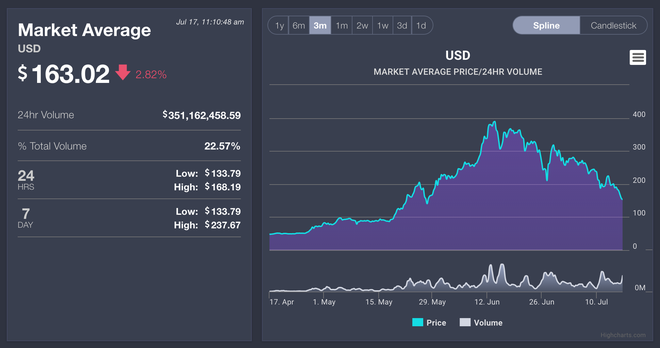 Jul 17, 11:10:48 am
Market Average
USD
$163.02 2.82%
24hr Volume $351,162,458.59
% Total Volume 22.57%
24 HRS Low: $133.79
High: $168.19
7 DAY Low: $133.79
High: $237.67
1y 6m 3m 1m 2w 1w 3d 1d
Spline Candlestick
USD
MARKET AVERAGE PRICE/24HR VOLUME
400
300
200
100
0
0M
17. Apr 1. May 15. May 29. May 12. Jun 26. Jun 10. Jul
Price Volume
Highcharts.com